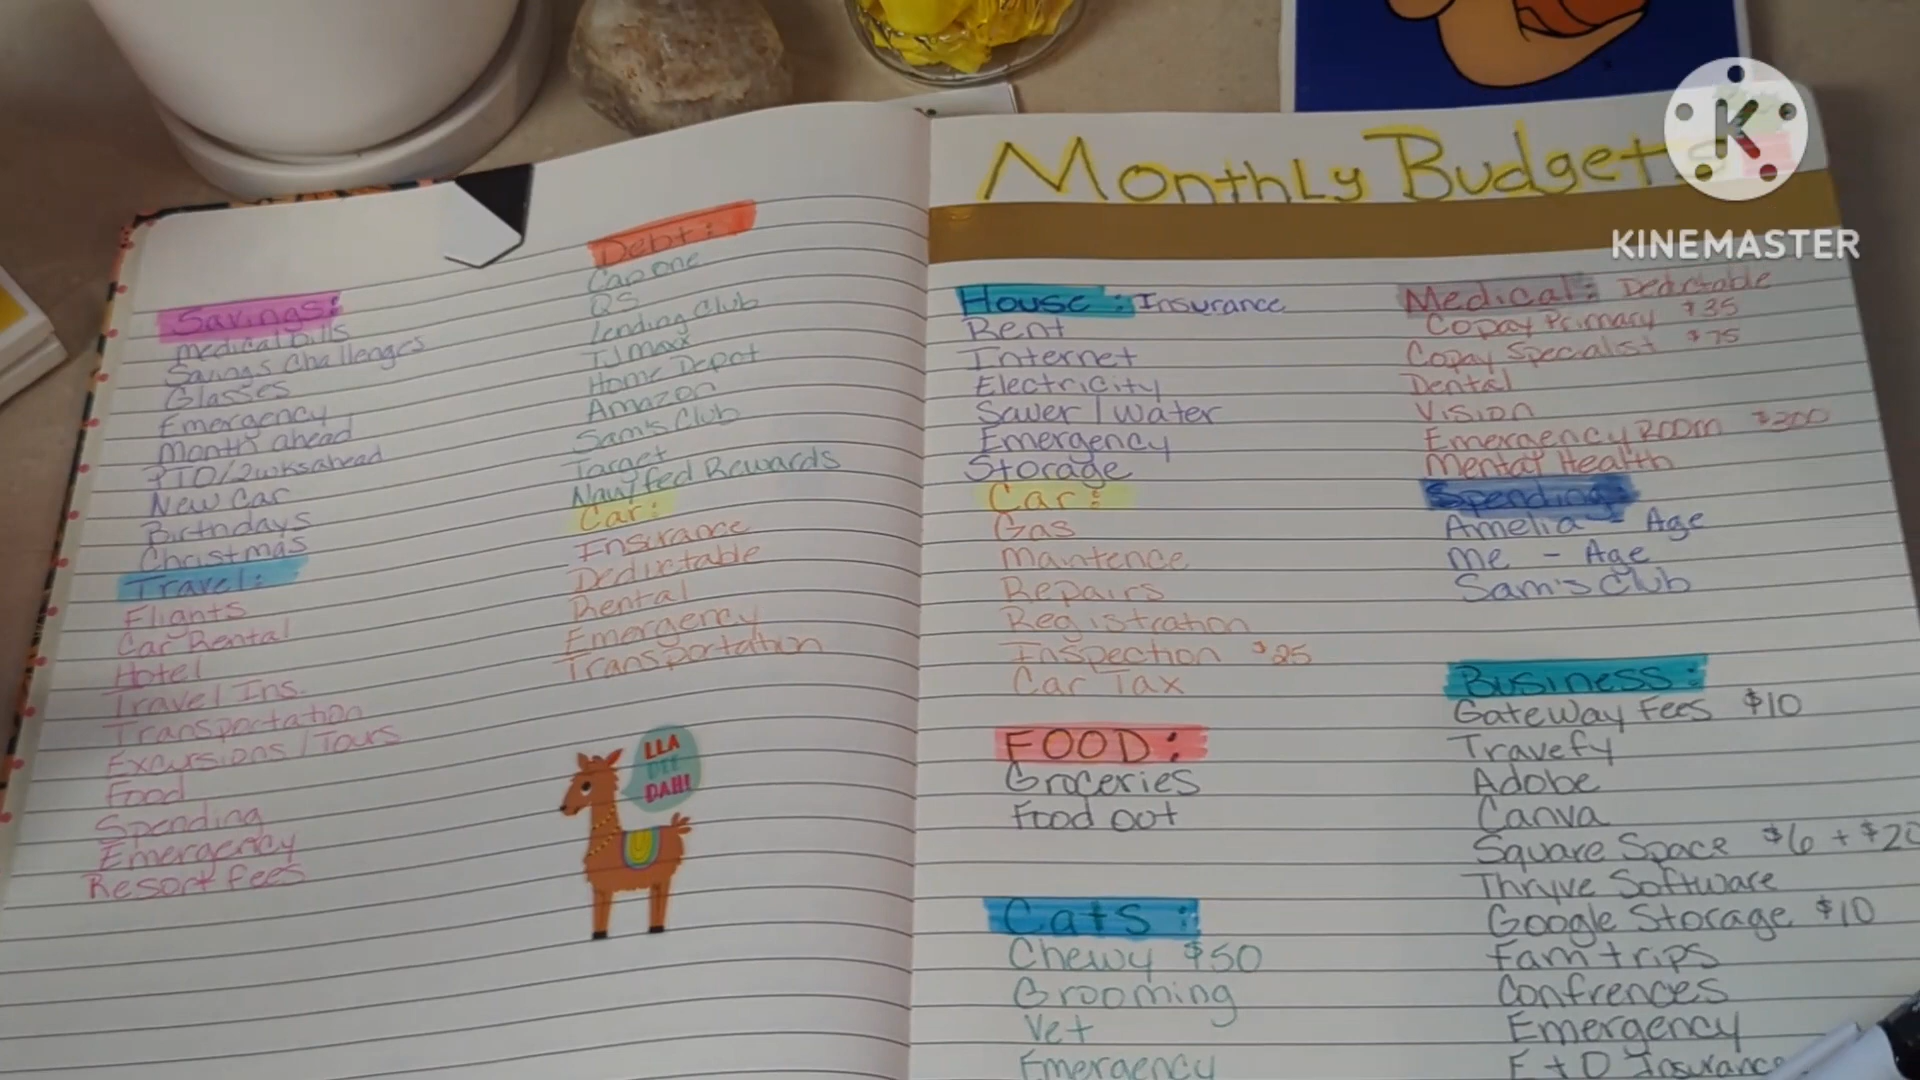 Savings:
Medical bills
Savings Challenges
Glasses
Emergency
Month ahead
PTO/2wksahead
New Car
Birthdays
Christmas
Travel:
Flights
Car Rental
Hotel
Travel Ins.
Transportation
Excursions/Tours
Food
Spending
Emergency
Resort fees
Debt:
Cap one
QS
Lending Club
TJ maxx
Home Depot
Amazon
Sam's Club
Target
Navy fed Rewards
Car:
Insurance
Dedictable
Rental
Emergency
Transportation
LLA
DEE
DAH!
Monthly Budget
House: Insurance
Rent
Internet
Electricity
Sewer/water
Emergency
Storage
Car:
Gas
Maintence
Repairs
Registration
Inspection $25
Car Tax
FOOD:
Groceries
Food out
Cats:
Chewy $50
Grooming
Vet
Emergency
Medical: Deductable
Copay Primary $35
Copay Specialist $75
Dental
Vision
Emergency Room $300
Mental Health
Spending:
Amelia - Age
Me - Age
Sam's Club
Business:
Gateway Fees $10
Travefy
Adobe
Canva
Square Space $6 + $20
Thryve Software
Google Storage $10
Fam trips
Confrences
Emergency
E+O Insurance
K
KINEMASTER